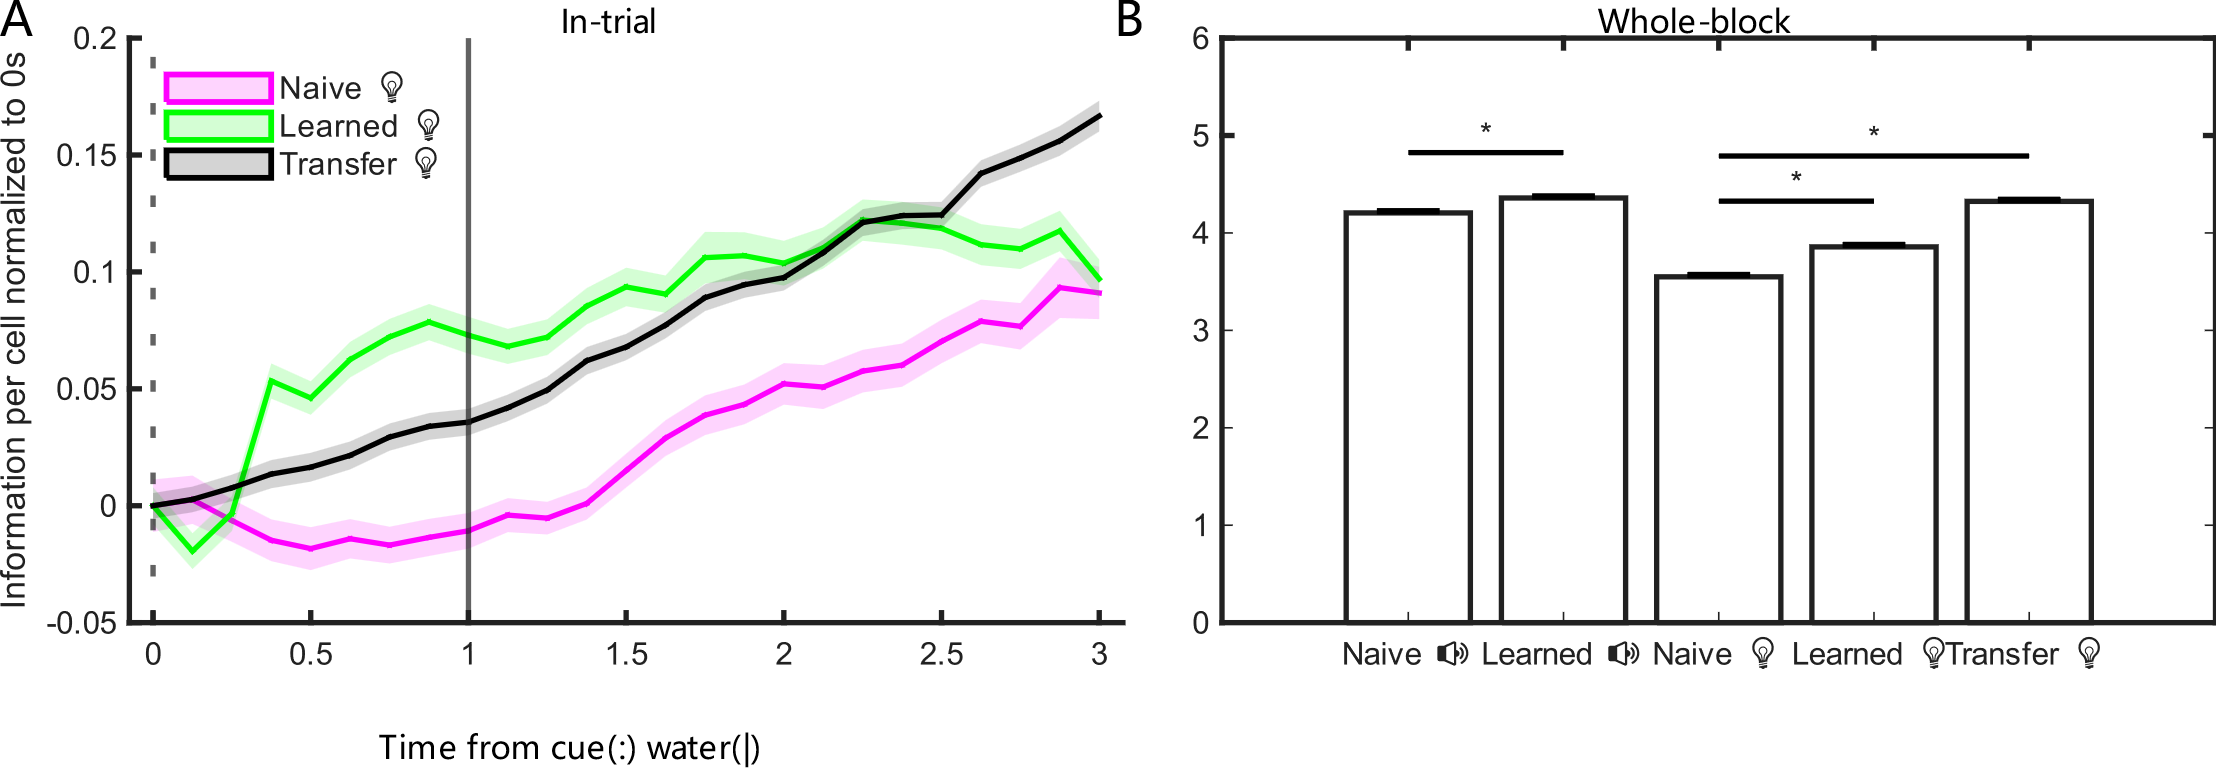 A
In-trial
Information per cell normalized to 0s
0.2
0.15
0.1
0.05
0
-0.05
Naive
Learned
Transfer
0 0.5 1 1.5 2 2.5 3
Time from cue(:) water(|)
B
Whole-block
6
5
4
3
2
1
0
*
*
*
Naive Learned Naive Learned Transfer